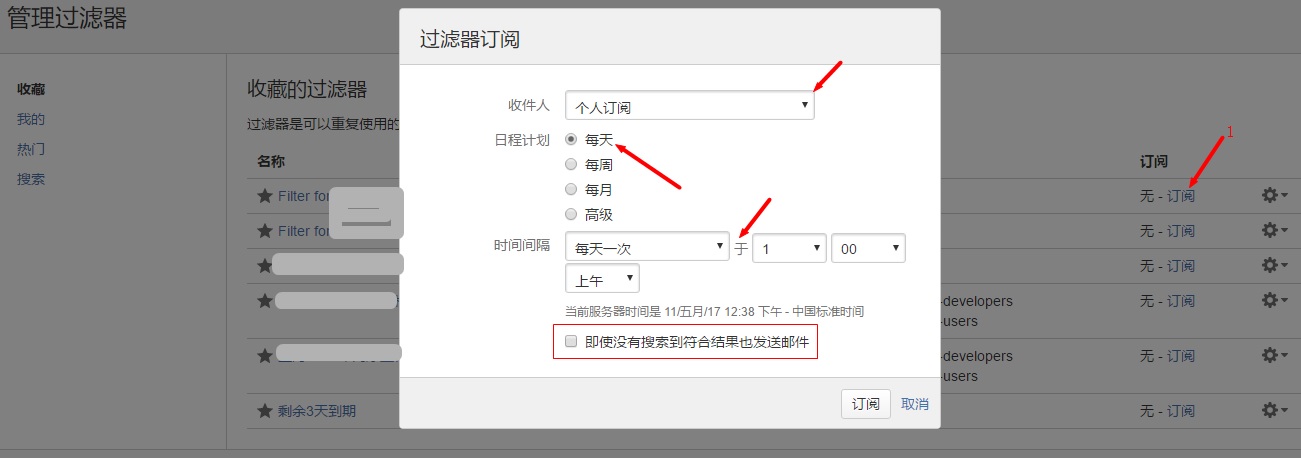 管理过滤器
收藏
我的
热门
搜索
收藏的过滤器
过滤器是可以重复使用的
名称
订阅
Filter for
无 - 订阅
Filter for
无 - 订阅
无 - 订阅
-developers
-users
无 - 订阅
-developers
-users
无 - 订阅
剩余3天到期
无 - 订阅
1
过滤器订阅
收件人
个人订阅
日程计划
每天
每周
每月
高级
时间间隔
每天一次 于 1 00
上午
当前服务器时间是 11/五月/17 12:38 下午 - 中国标准时间
即使没有搜索到符合结果也发送邮件
订阅 取消